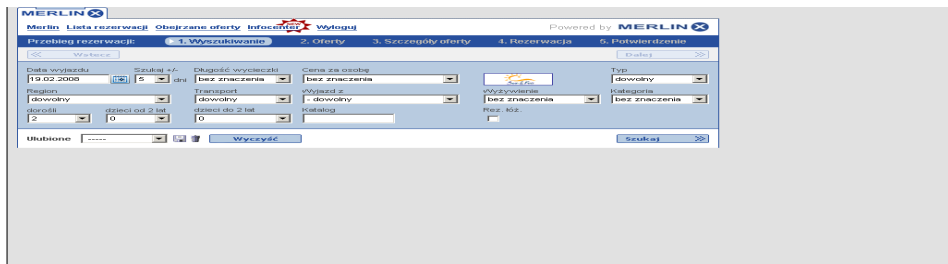 MERLIN X
Merlin Lista rezerwacji Obejrzane oferty Infocenter NEW Wyloguj Powered by MERLIN X
Przebieg rezerwacji: 1. Wyszukiwanie 2. Oferty 3. Szczegóły oferty 4. Rezerwacja 5. Potwierdzenie
Wstecz Dalej
Data wyjazdu Szukaj +/- Długość wycieczki Cena za osobę Typ
19.02.2008 5 dni bez znaczenia bez znaczenia dowolny
Region Transport Wyjazd z Wyżywienie Kategoria
dowolny dowolny - dowolny bez znaczenia bez znaczenia
dorośli dzieci od 2 lat dzieci do 2 lat Katalog Rez. łóż.
2 0 0
Ulubione ----- Wyczyść Szukaj